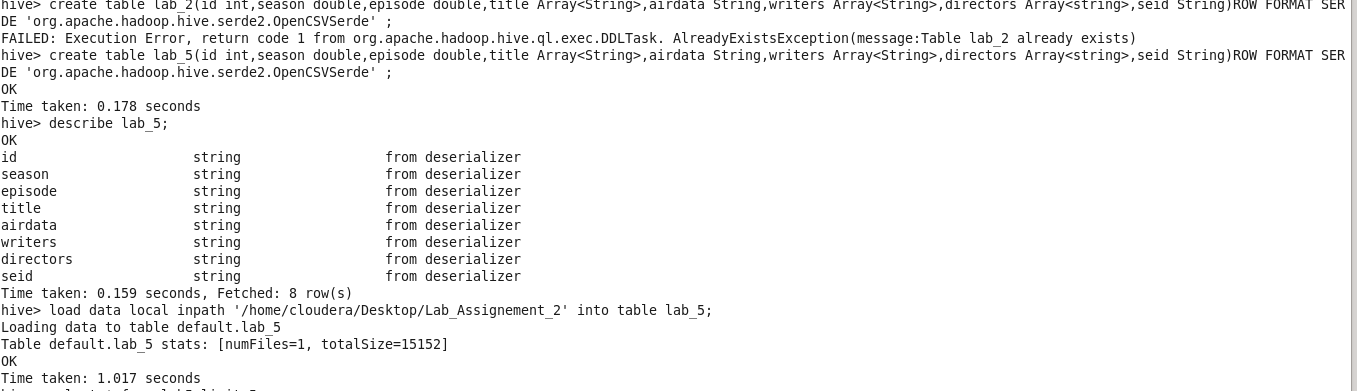 hive> create table lab_2(id int,season double,episode double,title Array<String>,airdata String,writers Array<String>,directors Array<string>,seid String)ROW FORMAT SER
DE 'org.apache.hadoop.hive.serde2.OpenCSVSerde' ;
FAILED: Execution Error, return code 1 from org.apache.hadoop.hive.ql.exec.DDLTask. AlreadyExistsException(message:Table lab_2 already exists)
hive> create table lab_5(id int,season double,episode double,title Array<String>,airdata String,writers Array<String>,directors Array<string>,seid String)ROW FORMAT SER
DE 'org.apache.hadoop.hive.serde2.OpenCSVSerde' ;
OK
Time taken: 0.178 seconds
hive> describe lab_5;
OK
id string from deserializer
season string from deserializer
episode string from deserializer
title string from deserializer
airdata string from deserializer
writers string from deserializer
directors string from deserializer
seid string from deserializer
Time taken: 0.159 seconds, Fetched: 8 row(s)
hive> load data local inpath '/home/cloudera/Desktop/Lab_Assignement_2' into table lab_5;
Loading data to table default.lab_5
Table default.lab_5 stats: [numFiles=1, totalSize=15152]
OK
Time taken: 1.017 seconds